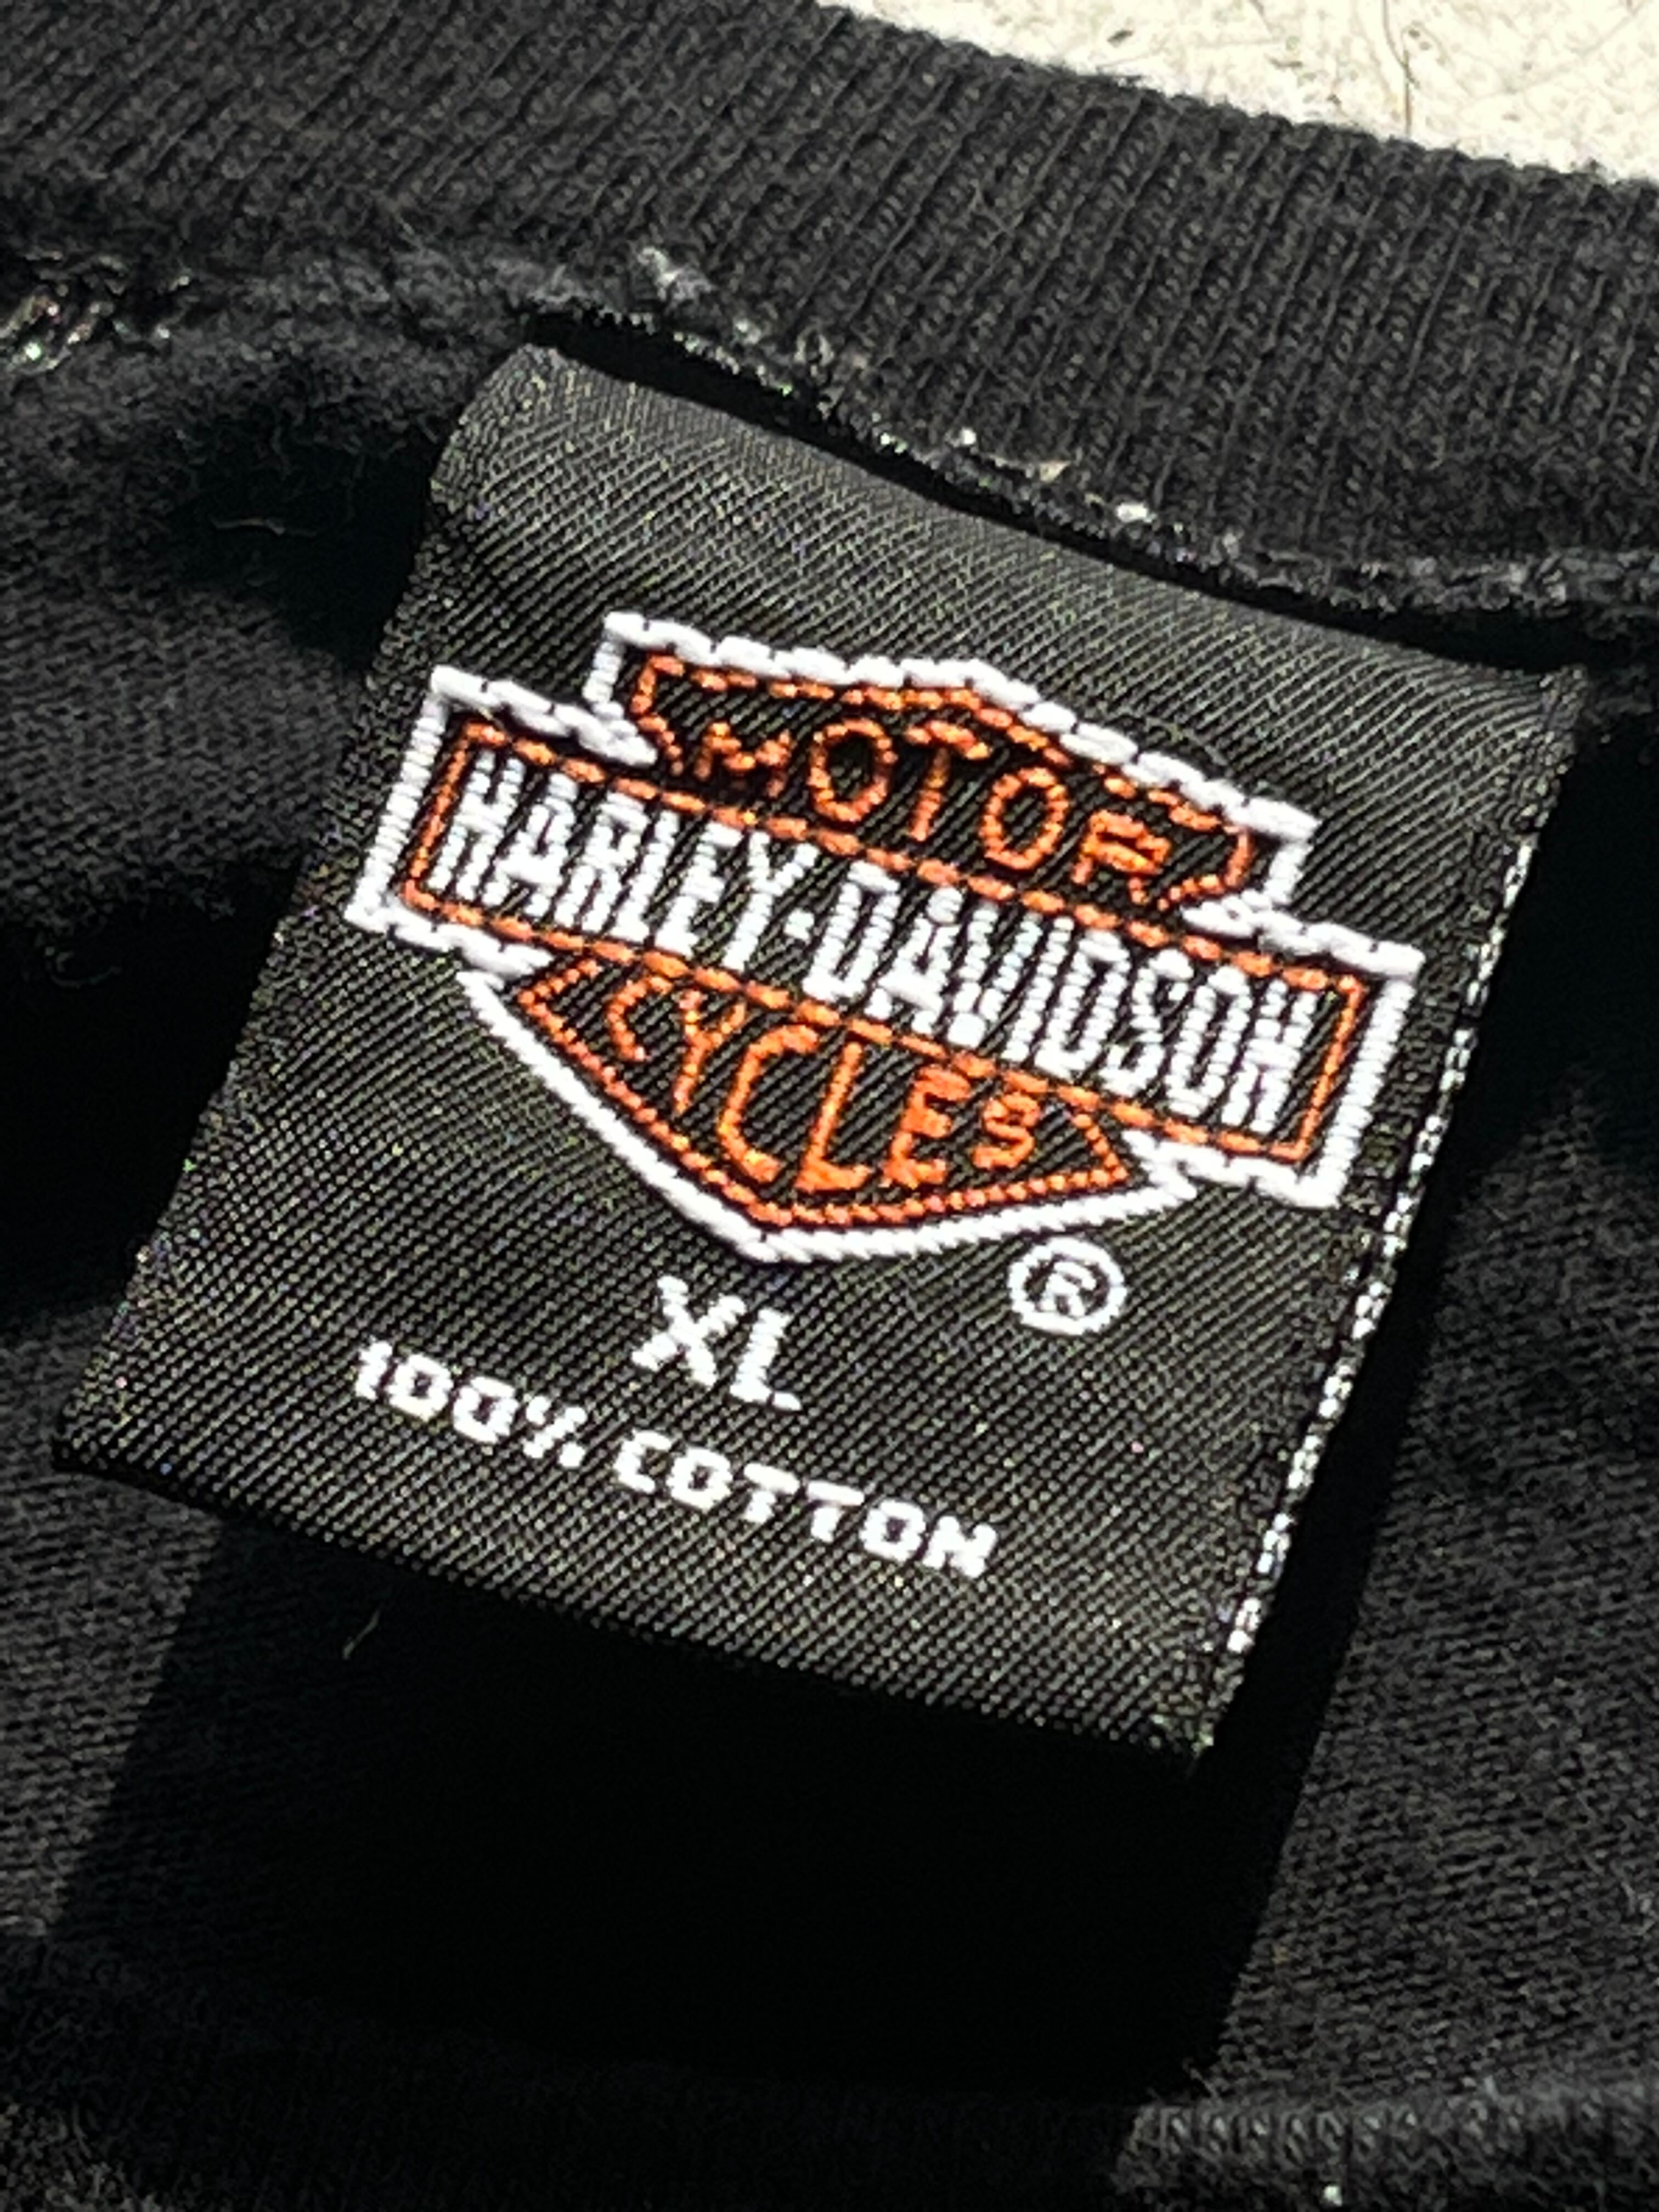 MOTOR
HARLEY-DAVIDSON
CYCLES
®
XL
100% COTTON